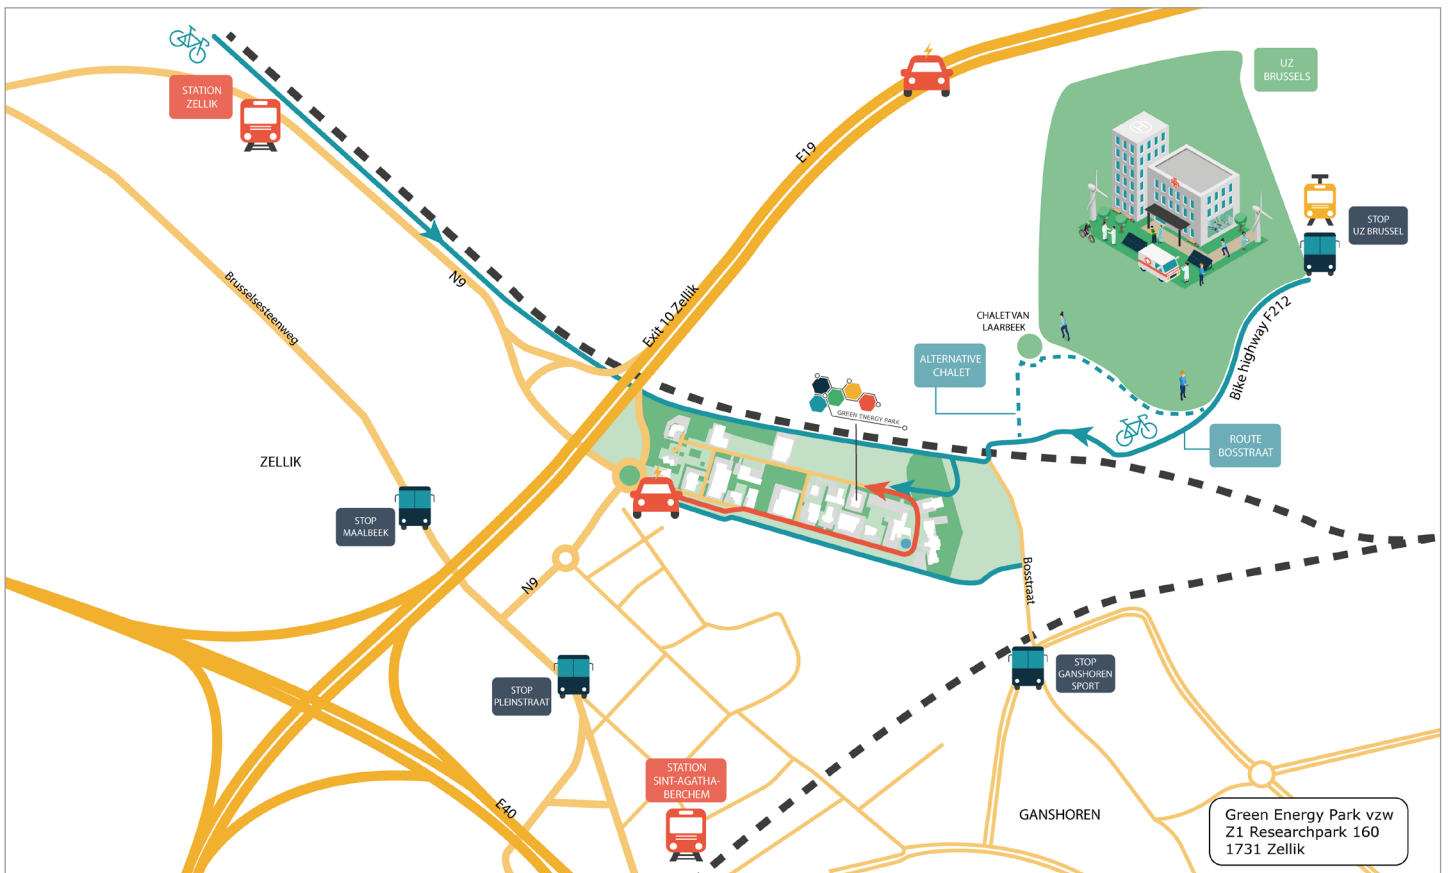 STATION
ZELLIK
UZ
BRUSSELS
E19
STOP
UZ BRUSSEL
N9
Brusselsesteenweg
Exit 10 Zellik
CHALET VAN
LAARBEEK
Bike highway F212
ALTERNATIVE
CHALET
GREEN ENERGY PARK
ROUTE
BOSSTRAAT
ZELLIK
STOP
MAALBEEK
N9
Bosstraat
STOP
PLEINSTRAAT
STOP
GANSHOREN
SPORT
STATION
SINT-AGATHA-
BERCHEM
E40
GANSHOREN
Green Energy Park vzw
Z1 Researchpark 160
1731 Zellik
H